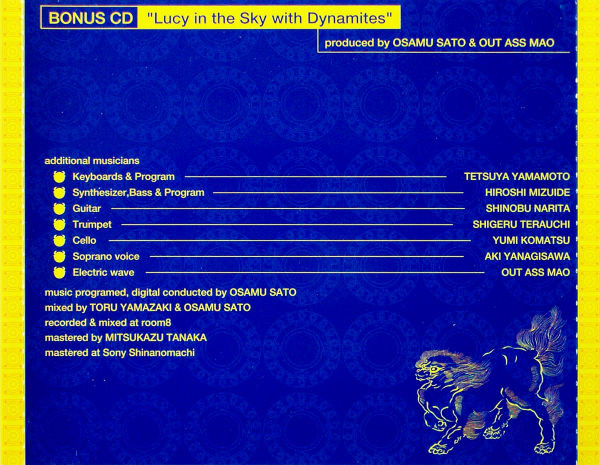 BONUS CD "Lucy in the Sky with Dynamites"
produced by OSAMU SATO & OUT ASS MAO
additional musicians
Keyboards & Program TETSUYA YAMAMOTO
Synthesizer,Bass & Program HIROSHI MIZUIDE
Guitar SHINOBU NARITA
Trumpet SHIGERU TERAUCHI
Cello YUMI KOMATSU
Soprano voice AKI YANAGISAWA
Electric wave OUT ASS MAO
music programed, digital conducted by OSAMU SATO
mixed by TORU YAMAZAKI & OSAMU SATO
recorded & mixed at room8
mastered by MITSUKAZU TANAKA
mastered at Sony Shinanomachi